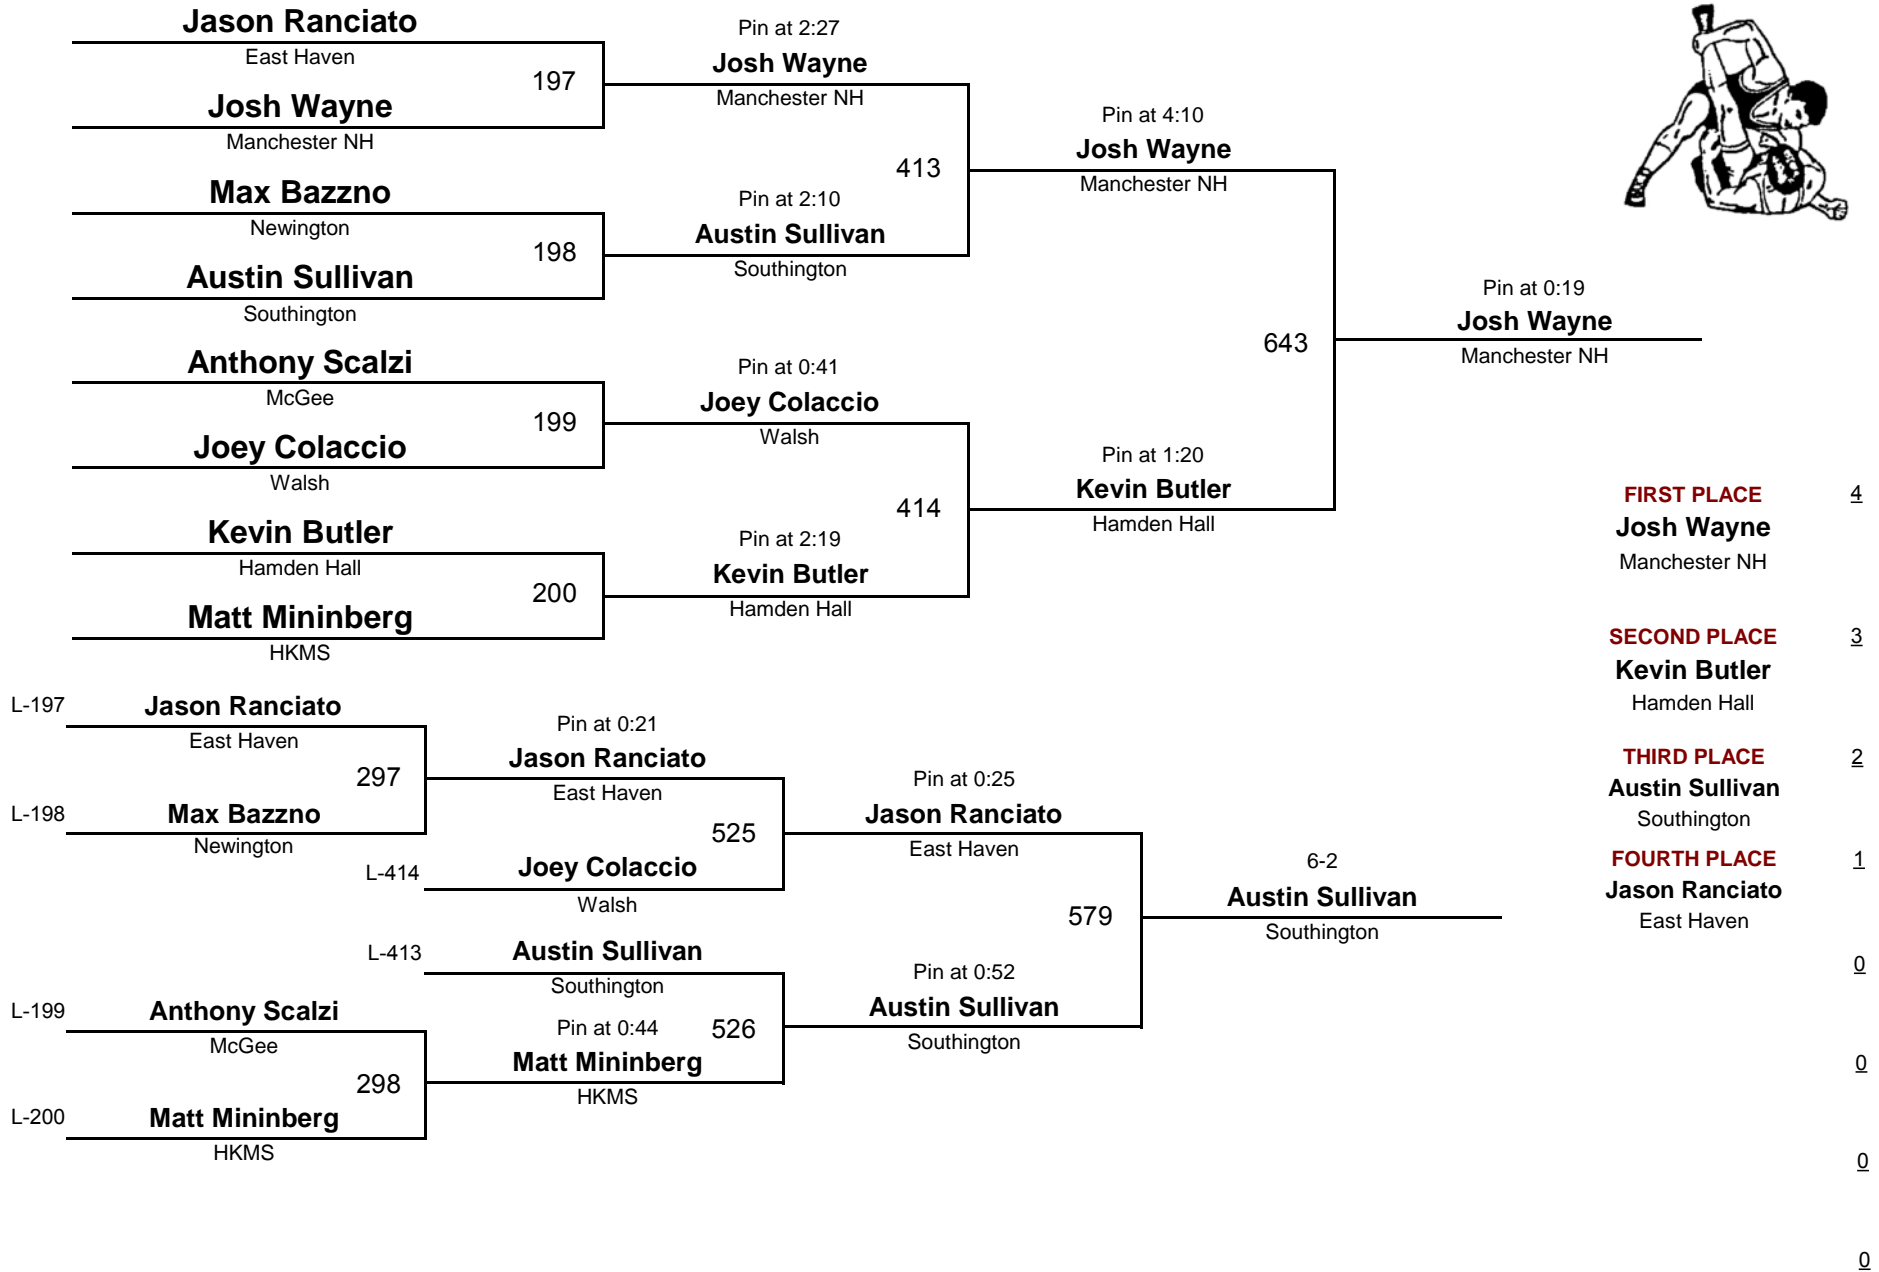 Jason Ranciato
East Haven
197
Josh Wayne
Manchester NH
Max Bazzno
Newington
198
Austin Sullivan
Southington
Anthony Scalzi
McGee
199
Joey Colaccio
Walsh
Kevin Butler
Hamden Hall
200
Matt Mininberg
HKMS
Pin at 2:27
Josh Wayne
Manchester NH
413
Pin at 2:10
Austin Sullivan
Southington
Pin at 0:41
Joey Colaccio
Walsh
414
Pin at 2:19
Kevin Butler
Hamden Hall
Pin at 4:10
Josh Wayne
Manchester NH
643
Pin at 1:20
Kevin Butler
Hamden Hall
Pin at 0:19
Josh Wayne
Manchester NH
L-197
Jason Ranciato
East Haven
297
L-198
Max Bazzno
Newington
L-199
Anthony Scalzi
McGee
298
L-200
Matt Mininberg
HKMS
Pin at 0:21
Jason Ranciato
East Haven
525
L-414
Joey Colaccio
Walsh
L-413
Austin Sullivan
Southington
526
Pin at 0:44
Matt Mininberg
HKMS
Pin at 0:25
Jason Ranciato
East Haven
579
Pin at 0:52
Austin Sullivan
Southington
6-2
Austin Sullivan
Southington
FIRST PLACE 4
Josh Wayne
Manchester NH
SECOND PLACE 3
Kevin Butler
Hamden Hall
THIRD PLACE 2
Austin Sullivan
Southington
FOURTH PLACE 1
Jason Ranciato
East Haven
0
0
0
0